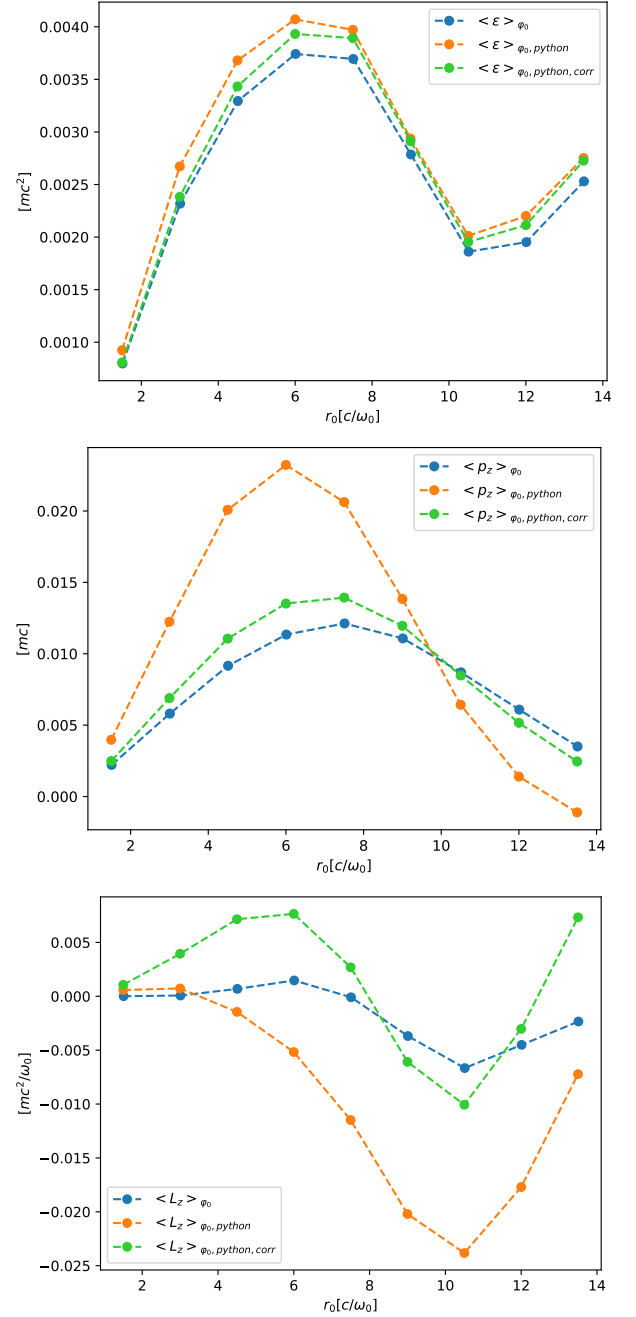 0.0040
0.0035
0.0030
0.0025
0.0020
0.0015
0.0010
[mc²]
< ε > φ₀
< ε > φ₀, python
< ε > φ₀, python, corr
2 4 6 8 10 12 14
r₀[c/ω₀]
0.020
0.015
0.010
0.005
0.000
[mc]
< p_z > φ₀
< p_z > φ₀, python
< p_z > φ₀, python, corr
2 4 6 8 10 12 14
r₀[c/ω₀]
0.005
0.000
−0.005
−0.010
−0.015
−0.020
−0.025
[mc²/ω₀]
< L_z > φ₀
< L_z > φ₀, python
< L_z > φ₀, python, corr
2 4 6 8 10 12 14
r₀[c/ω₀]